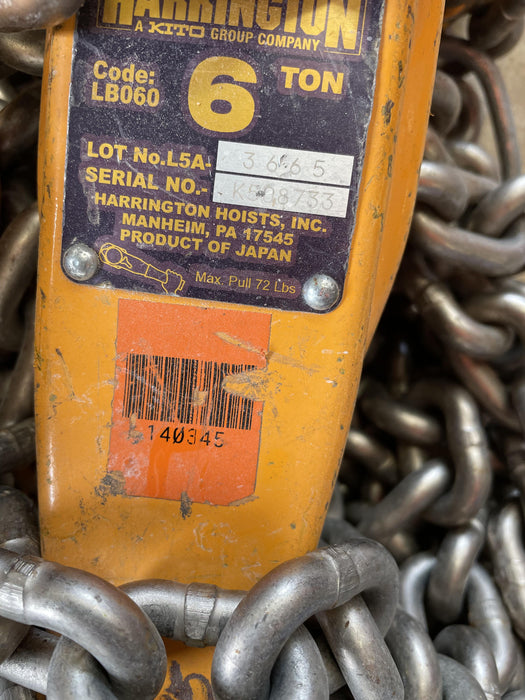 HARRINGTON
A KITO GROUP COMPANY
Code:
LB060
6 TON
LOT No.L5A- 3665
SERIAL NO.-
HARRINGTON HOISTS, INC.
MANHEIM, PA 17545
PRODUCT OF JAPAN
Max. Pull 72 Lbs
140345